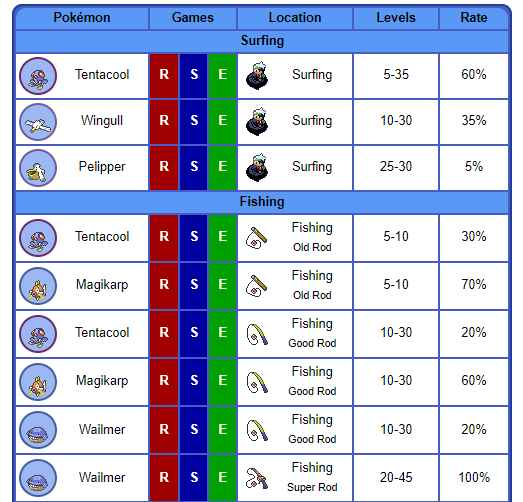 Pokémon Games Location Levels Rate
Surfing
Tentacool R S E Surfing 5-35 60%
Wingull R S E Surfing 10-30 35%
Pelipper R S E Surfing 25-30 5%
Fishing
Tentacool R S E Fishing 5-10 30%
Old Rod
Magikarp R S E Fishing 5-10 70%
Old Rod
Tentacool R S E Fishing 10-30 20%
Good Rod
Magikarp R S E Fishing 10-30 60%
Good Rod
Wailmer R S E Fishing 10-30 20%
Good Rod
Wailmer R S E Fishing 20-45 100%
Super Rod